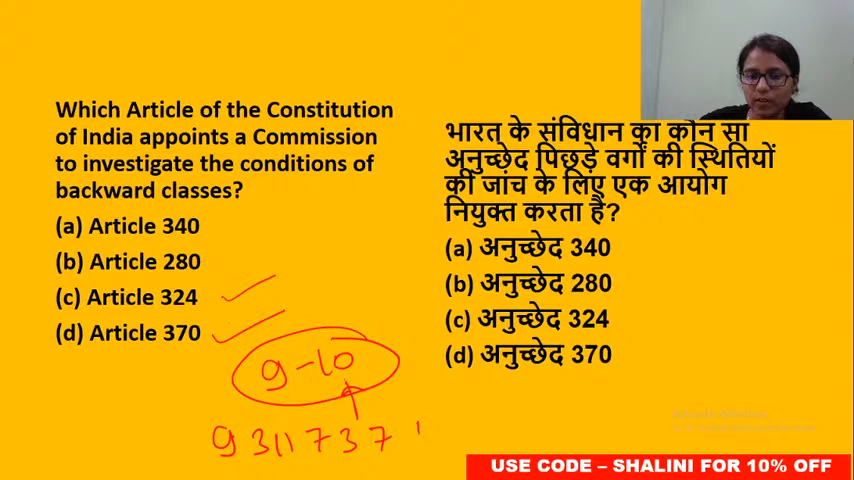 Which Article of the Constitution
of India appoints a Commission
to investigate the conditions of
backward classes?
(a) Article 340
(b) Article 280
(c) Article 324
(d) Article 370
भारत के संविधान का कौन सा
अनुच्छेद पिछड़े वर्गों की स्थितियों
की जांच के लिए एक आयोग
नियुक्त करता है?
(a) अनुच्छेद 340
(b) अनुच्छेद 280
(c) अनुच्छेद 324
(d) अनुच्छेद 370
9-10
9311737
USE CODE – SHALINI FOR 10% OFF